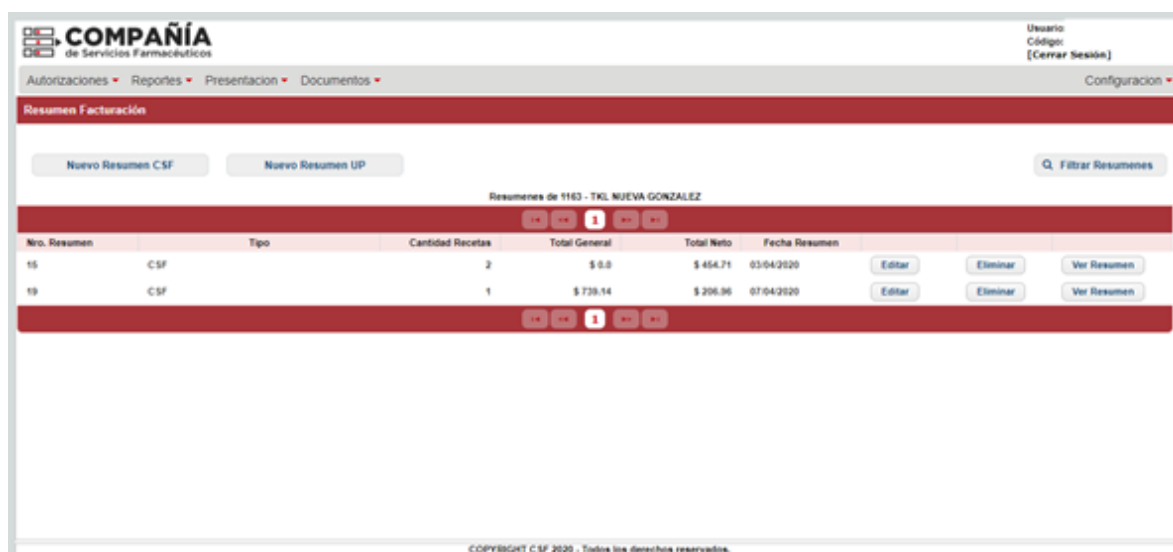 COMPAÑÍA
de Servicios Farmacéuticos
Usuario:
Código:
[Cerrar Sesión]
Autorizaciones Reportes Presentacion Documentos Configuracion
Resumen Facturación
Nuevo Resumen CSF Nuevo Resumen UP Filtrar Resumenes
Resumenes de 1163 - TKL NUEVA GONZALEZ
1
Nro. Resumen Tipo Cantidad Recetas Total General Total Neto Fecha Resumen
15 CSF 2 $ 0.0 $ 454.71 03/04/2020 Editar Eliminar Ver Resumen
19 CSF 1 $ 739.14 $ 206.96 07/04/2020 Editar Eliminar Ver Resumen
1
COPYRIGHT CSF 2020 - Todos los derechos reservados.